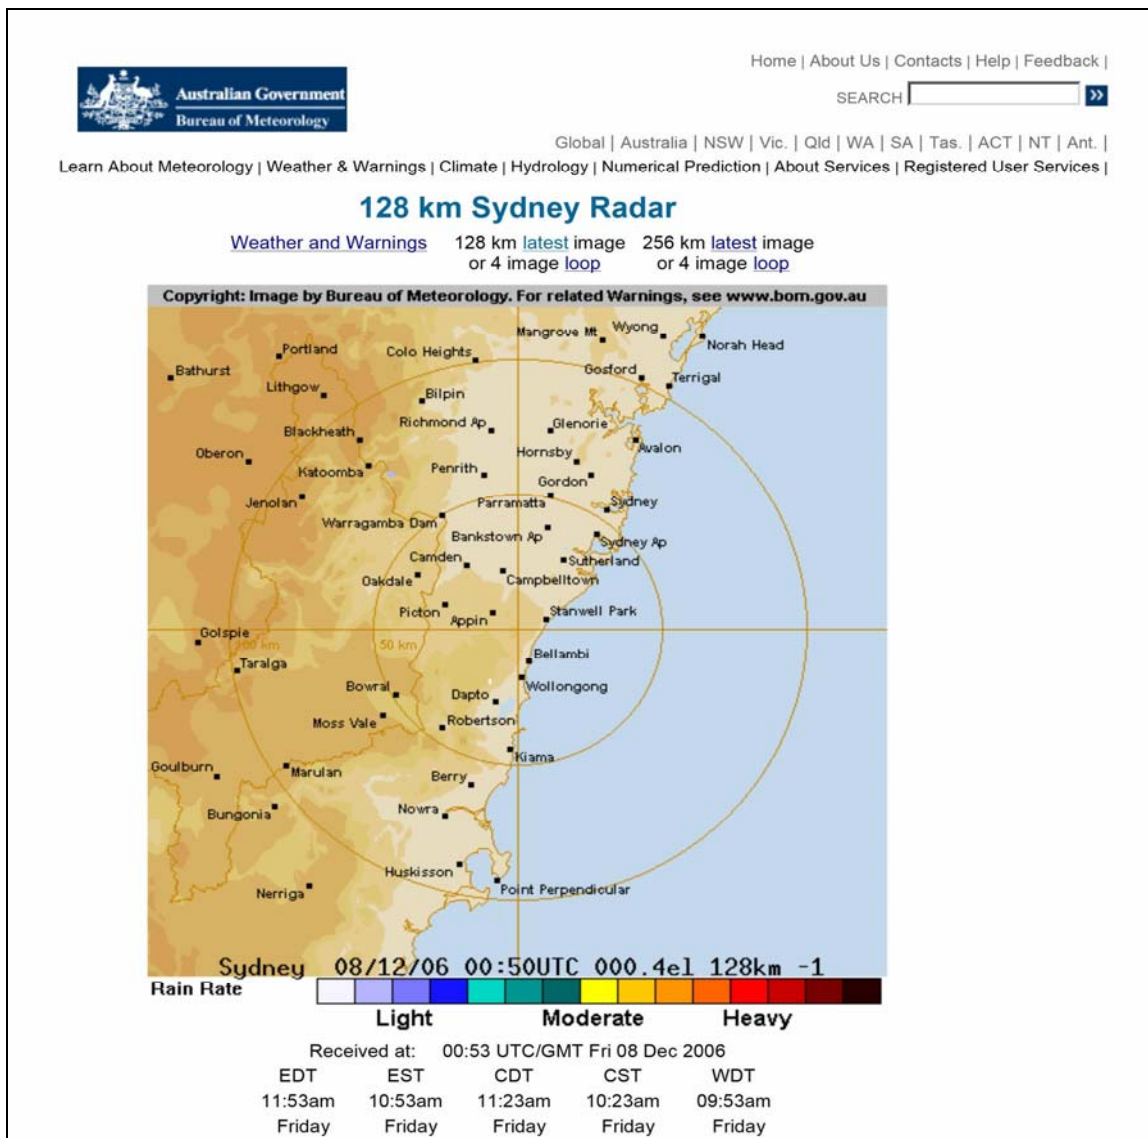 Home | About Us | Contacts | Help | Feedback |
Australian Government
Bureau of Meteorology
SEARCH
Global | Australia | NSW | Vic. | Qld | WA | SA | Tas. | ACT | NT | Ant. |
Learn About Meteorology | Weather & Warnings | Climate | Hydrology | Numerical Prediction | About Services | Registered User Services |
128 km Sydney Radar
Weather and Warnings 128 km latest image 256 km latest image
or 4 image loop or 4 image loop
Copyright: Image by Bureau of Meteorology. For related Warnings, see www.bom.gov.au
Mangrove Mt Wyong
Norah Head
Portland Colo Heights
Bathurst Gosford Terrigal
Lithgow Bilpin
Richmond Ap Glenorie
Blackheath Avalon
Oberon Katoomba Penrith Hornsby
Gordon
Jenolan Parramatta Sydney
Warragamba Dam Bankstown Ap Sydney Ap
Camden Sutherland
Oakdale Campbelltown
Picton Appin Stanwell Park
Golspie 100 km 50 km
Taralga Bellambi
Bowral Dapto Wollongong
Moss Vale Robertson
Kiama
Goulburn Marulan Berry
Bungonia Nowra
Huskisson
Nerriga Point Perpendicular
Sydney 08/12/06 00:50UTC 000.4el 128km -1
Rain Rate
Light Moderate Heavy
Received at: 00:53 UTC/GMT Fri 08 Dec 2006
EDT EST CDT CST WDT
11:53am 10:53am 11:23am 10:23am 09:53am
Friday Friday Friday Friday Friday